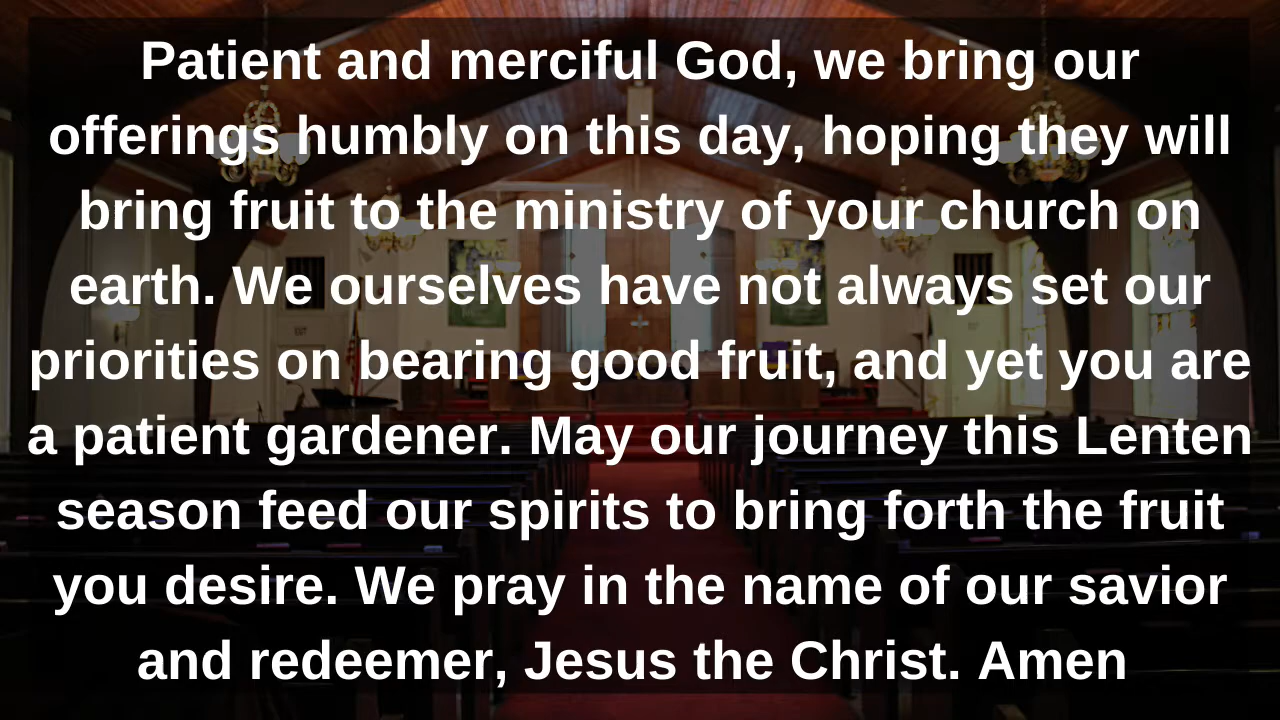 Patient and merciful God, we bring our
offerings humbly on this day, hoping they will
bring fruit to the ministry of your church on
earth. We ourselves have not always set our
priorities on bearing good fruit, and yet you are
a patient gardener. May our journey this Lenten
season feed our spirits to bring forth the fruit
you desire. We pray in the name of our savior
and redeemer, Jesus the Christ. Amen